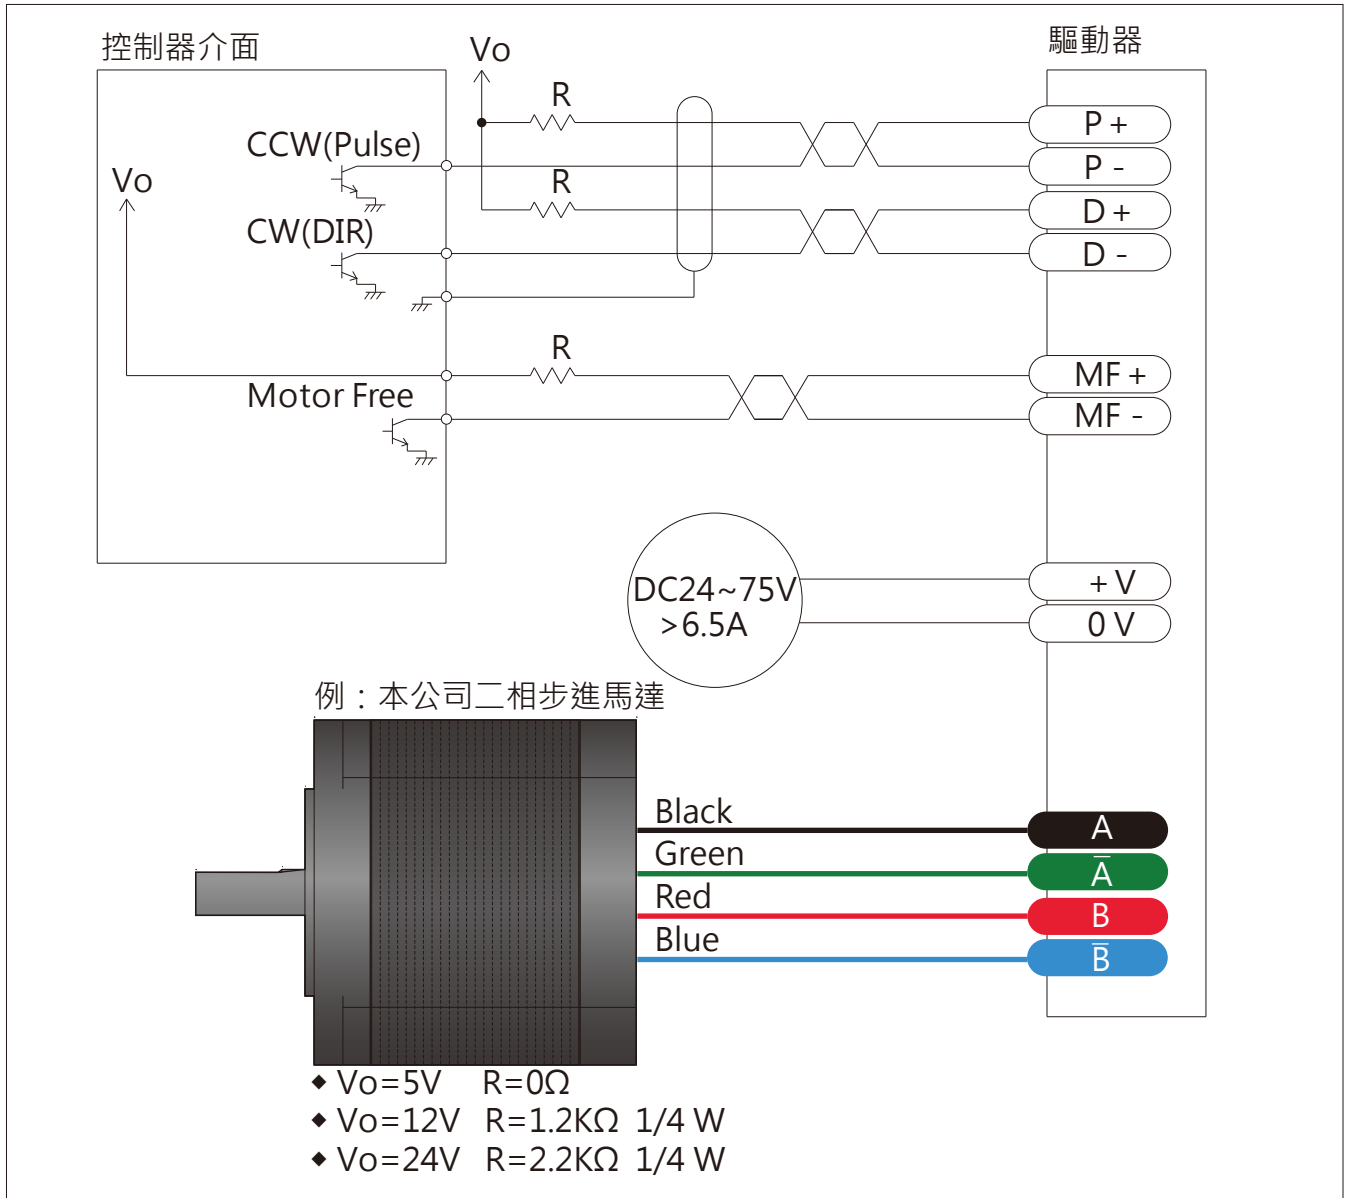 控制器介面
Vo
驅動器
R
P +
CCW(Pulse)
P -
Vo
R
D +
CW(DIR)
D -
R
MF +
Motor Free
MF -
DC24~75V
>6.5A
+ V
0 V
例：本公司二相步進馬達
Black
A
Green
A̅
Red
B
Blue
B̅
◆ Vo=5V R=0Ω
◆ Vo=12V R=1.2KΩ 1/4 W
◆ Vo=24V R=2.2KΩ 1/4 W